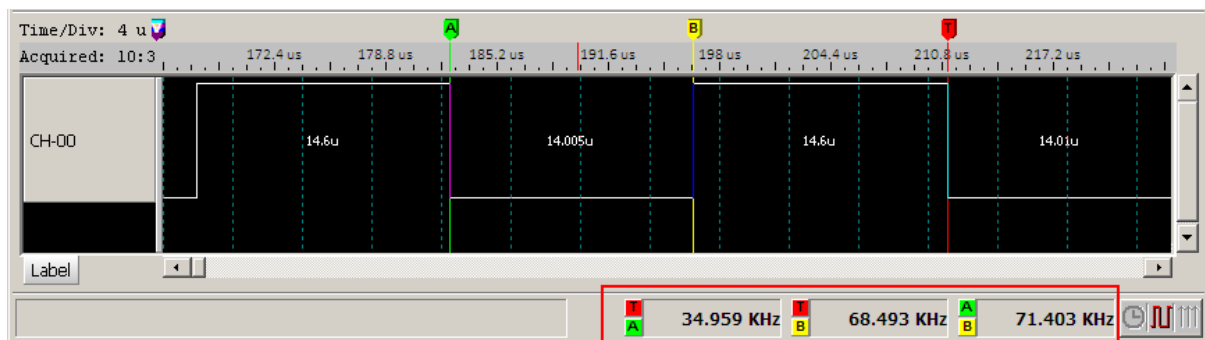 Time/Div: 4 u
A
B
T
Acquired: 10:3
172.4 us 178.8 us 185.2 us 191.6 us 198 us 204.4 us 210.8 us 217.2 us
CH-00 14.6u 14.005u 14.6u 14.01u
Label
T A 34.959 KHz T B 68.493 KHz A B 71.403 KHz